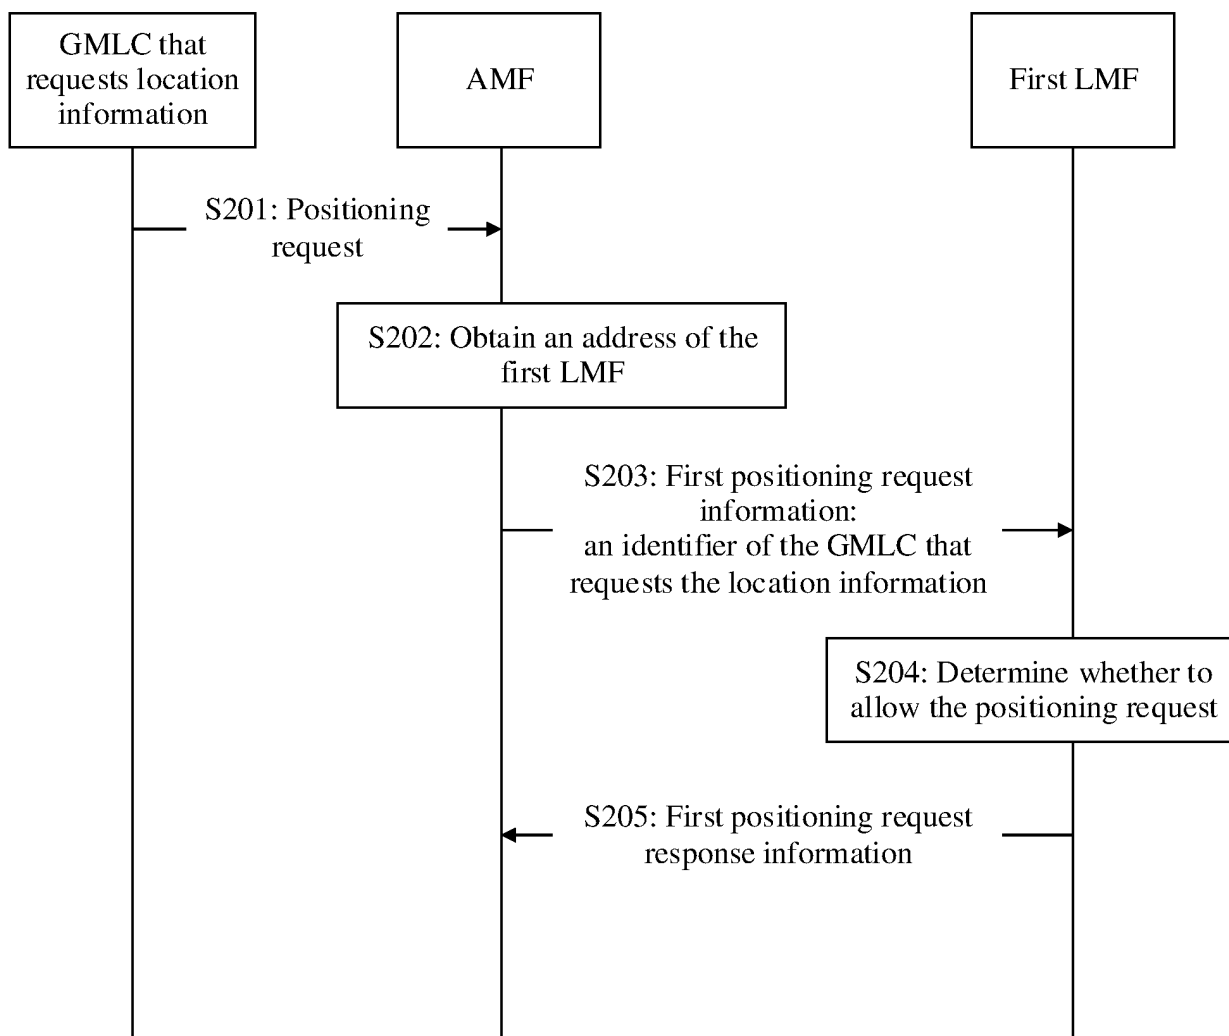 GMLC that
requests location
information
AMF
First LMF
S201: Positioning
request
S202: Obtain an address of the
first LMF
S203: First positioning request
information:
an identifier of the GMLC that
requests the location information
S204: Determine whether to
allow the positioning request
S205: First positioning request
response information